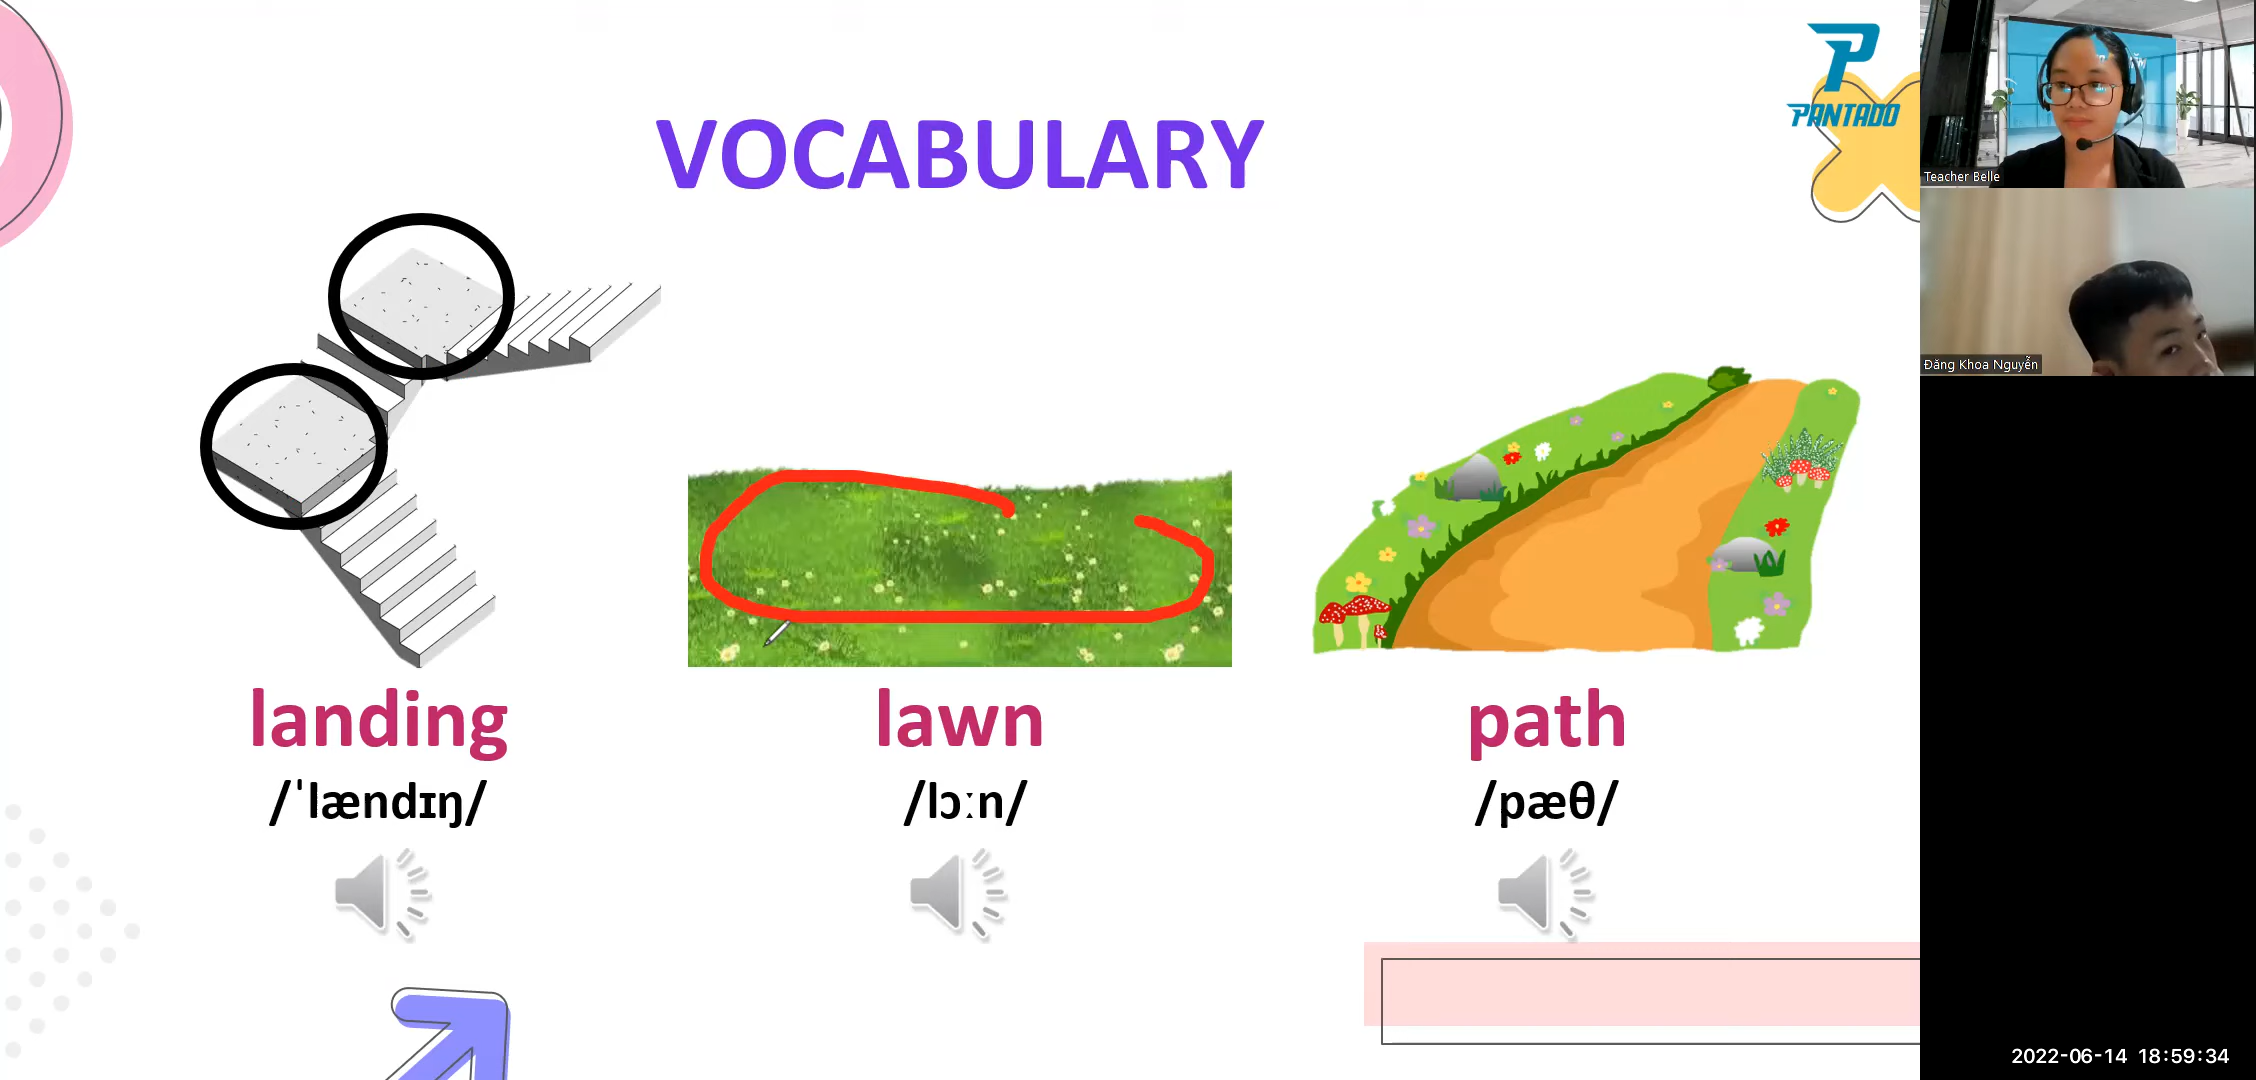 PANTADO
VOCABULARY
Teacher Belle
Đăng Khoa Nguyễn
landing
lawn
path
/ˈlændɪŋ/
/lɔːn/
/pæθ/
2022-06-14 18:59:34